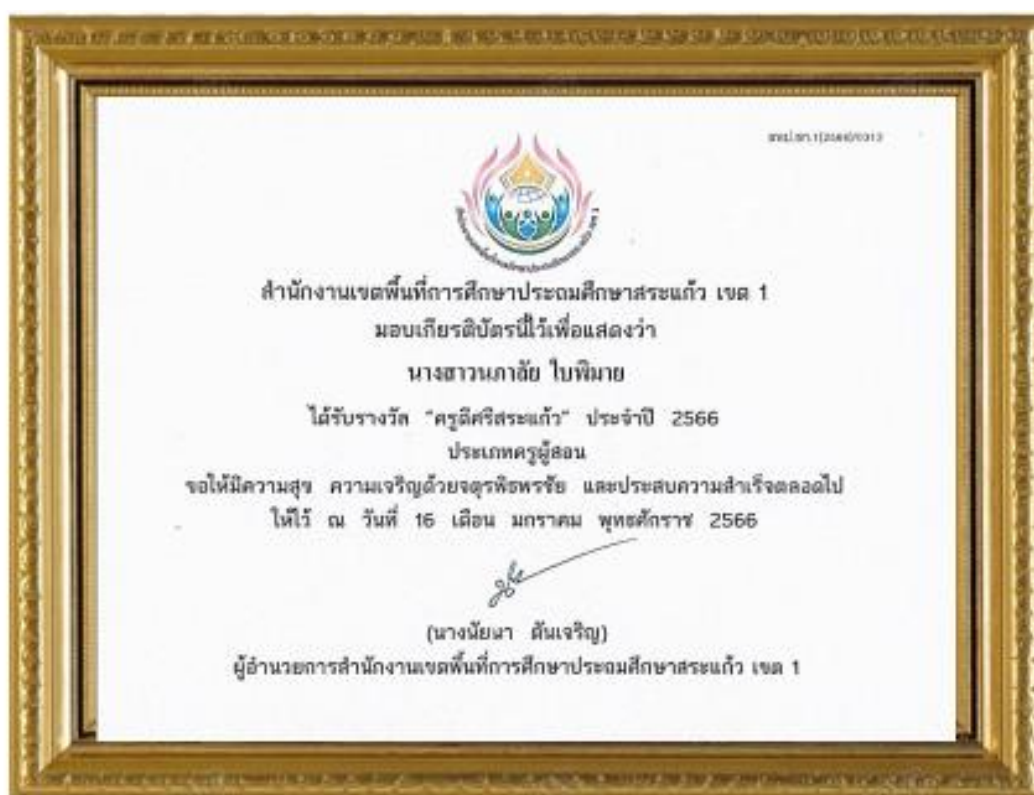 สำนักงานเขตพื้นที่การศึกษาประถมศึกษาสระแก้ว เขต 1
มอบเกียรติบัตรนี้ไว้เพื่อแสดงว่า
นางสาวนภาลัย ใบพิมาย
ได้รับรางวัล "ครูดีศรีสระแก้ว" ประจำปี 2566
ประเภทครูผู้สอน
ขอให้มีความสุข ความเจริญด้วยจตุรพิธพรชัย และประสบความสำเร็จตลอดไป
ให้ไว้ ณ วันที่ 16 เดือน มกราคม พุทธศักราช 2566
(นางนัยนา ตันเจริญ)
ผู้อำนวยการสำนักงานเขตพื้นที่การศึกษาประถมศึกษาสระแก้ว เขต 1